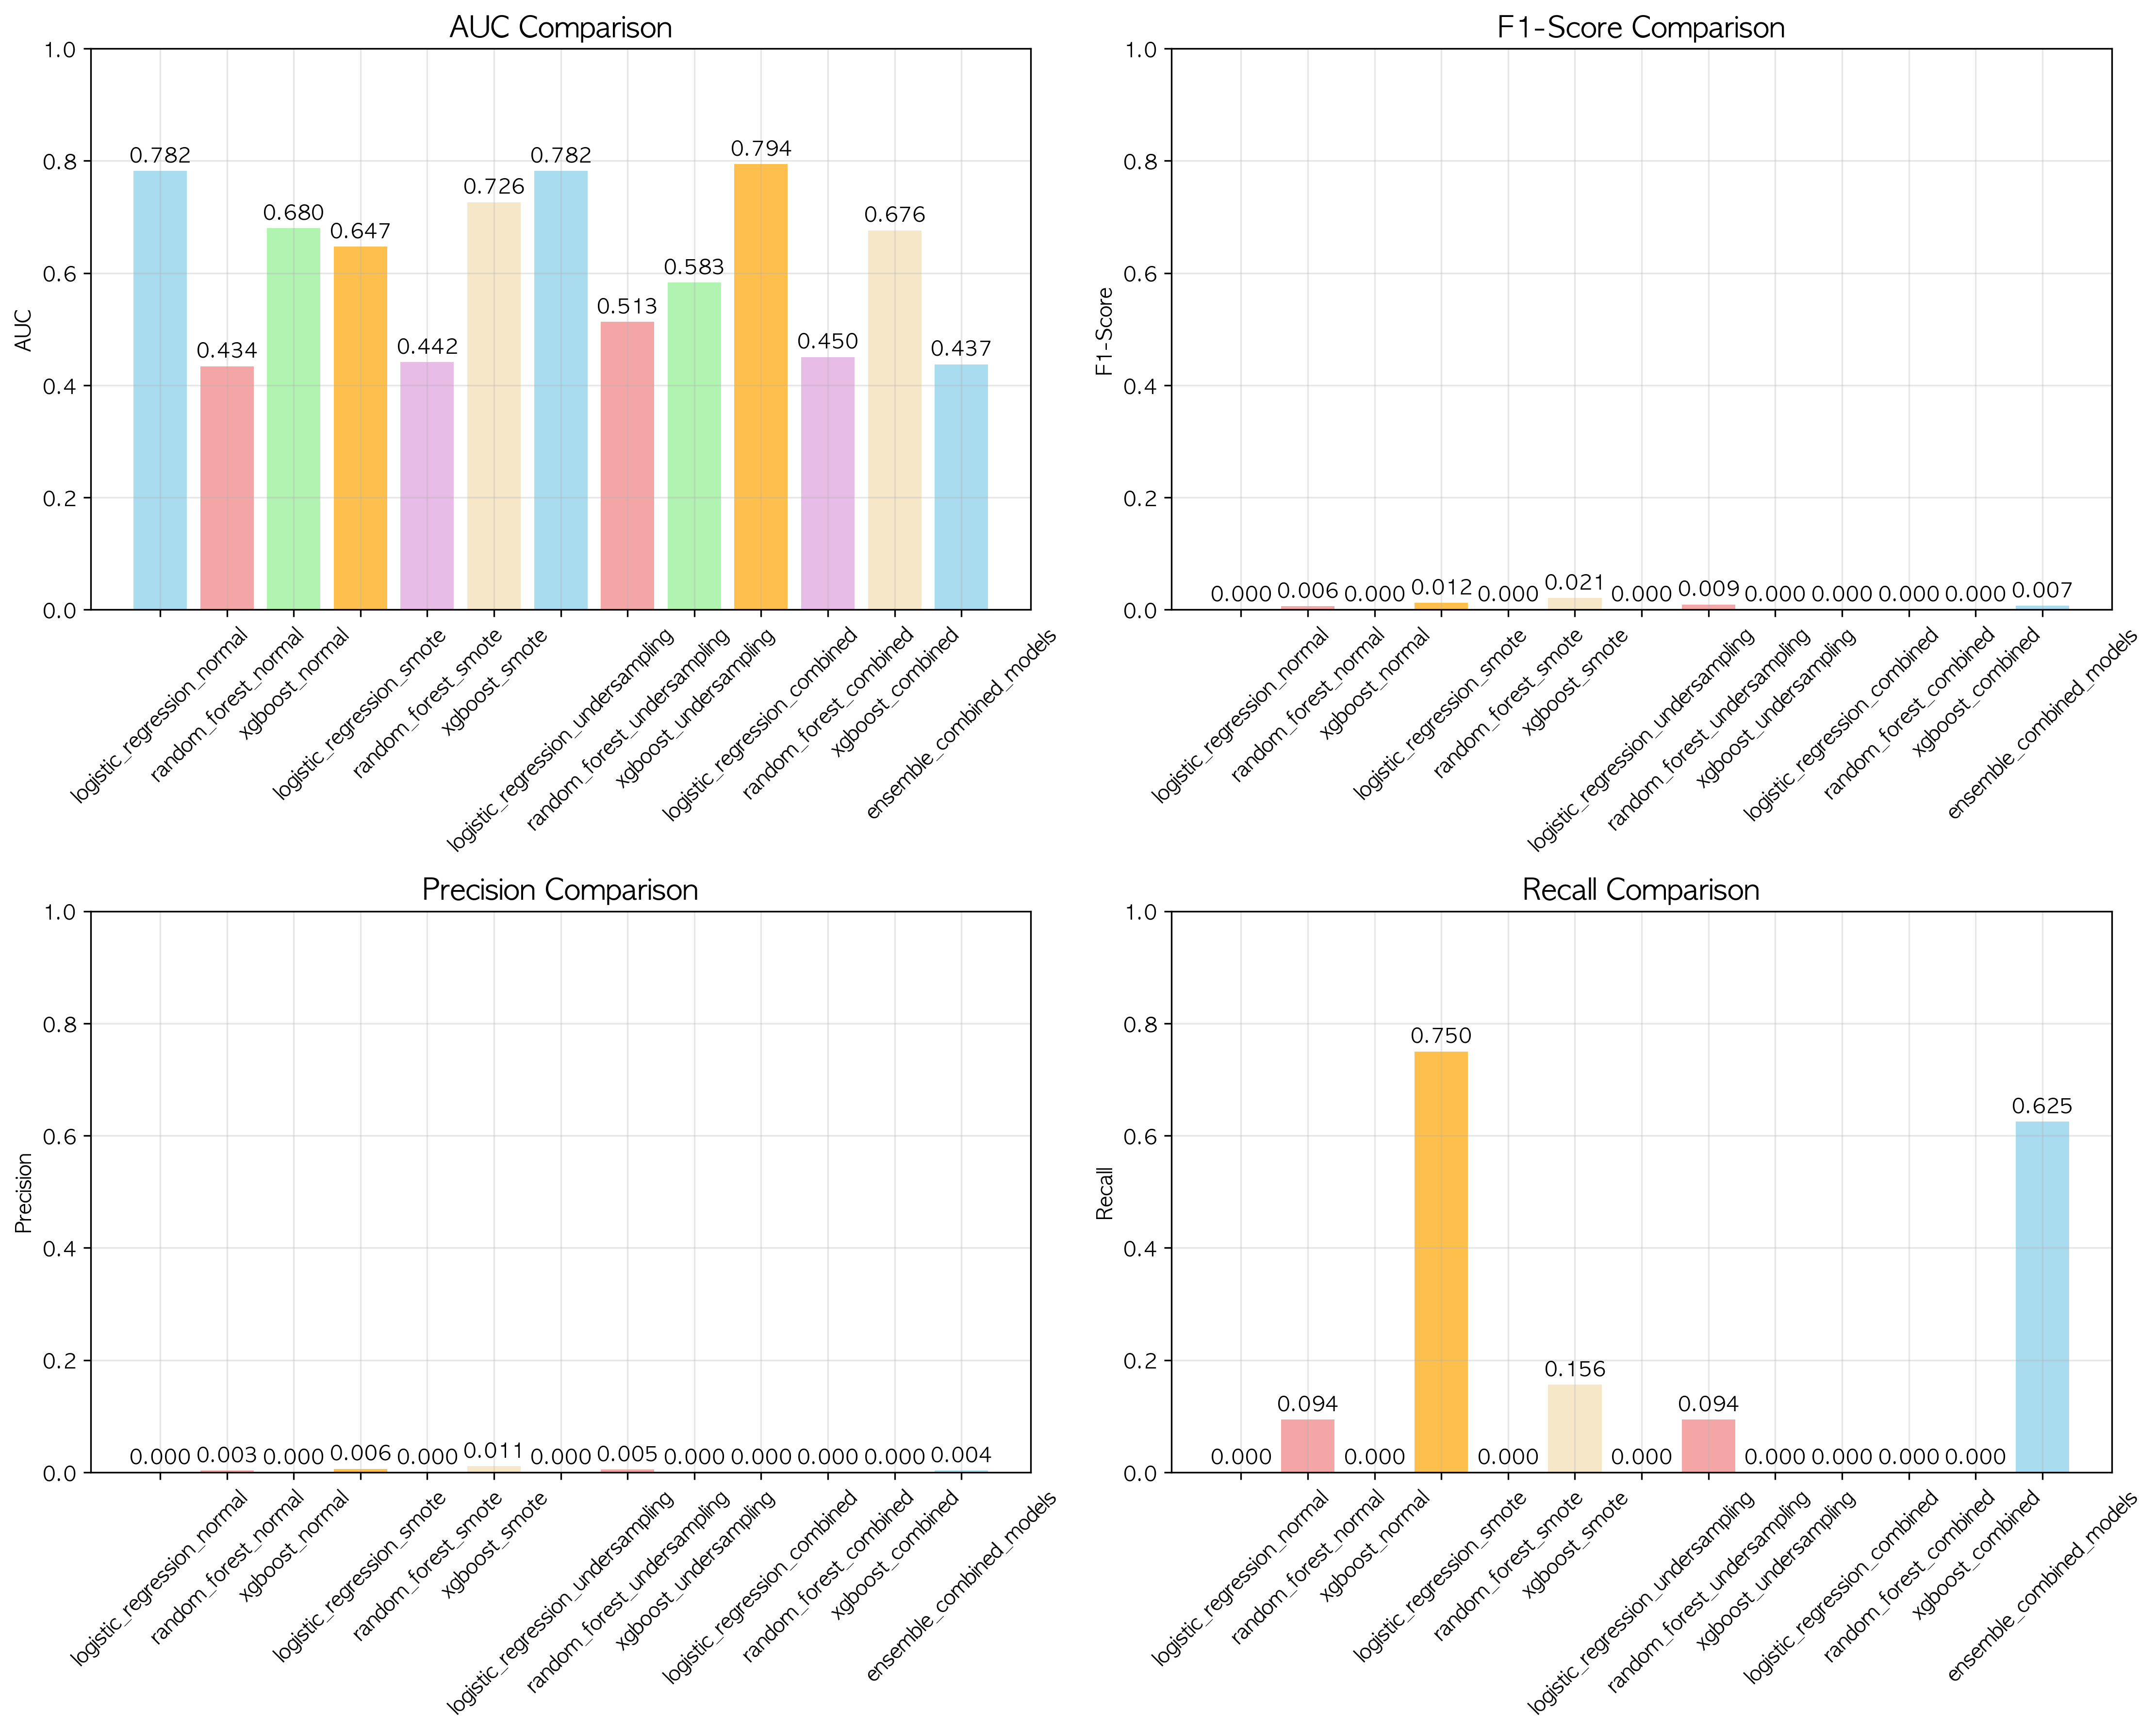 AUC Comparison
1.0
0.8
0.6
0.4
0.2
0.0
AUC
0.782
0.434
0.680
0.647
0.442
0.726
0.782
0.513
0.583
0.794
0.450
0.676
0.437
logistic_regression_normal
random_forest_normal
xgboost_normal
logistic_regression_smote
random_forest_smote
xgboost_smote
logistic_regression_undersampling
random_forest_undersampling
xgboost_undersampling
logistic_regression_combined
random_forest_combined
xgboost_combined
ensemble_combined_models
F1-Score Comparison
1.0
0.8
0.6
0.4
0.2
0.0
F1-Score
0.000
0.006
0.000
0.012
0.000
0.021
0.000
0.009
0.000
0.000
0.000
0.000
0.007
logistic_regression_normal
random_forest_normal
xgboost_normal
logistic_regression_smote
random_forest_smote
xgboost_smote
logistic_regression_undersampling
random_forest_undersampling
xgboost_undersampling
logistic_regression_combined
random_forest_combined
xgboost_combined
ensemble_combined_models
Precision Comparison
1.0
0.8
0.6
0.4
0.2
0.0
Precision
0.000
0.003
0.000
0.006
0.000
0.011
0.000
0.005
0.000
0.000
0.000
0.000
0.004
logistic_regression_normal
random_forest_normal
xgboost_normal
logistic_regression_smote
random_forest_smote
xgboost_smote
logistic_regression_undersampling
random_forest_undersampling
xgboost_undersampling
logistic_regression_combined
random_forest_combined
xgboost_combined
ensemble_combined_models
Recall Comparison
1.0
0.8
0.6
0.4
0.2
0.0
Recall
0.000
0.094
0.000
0.750
0.000
0.156
0.000
0.094
0.000
0.000
0.000
0.000
0.625
logistic_regression_normal
random_forest_normal
xgboost_normal
logistic_regression_smote
random_forest_smote
xgboost_smote
logistic_regression_undersampling
random_forest_undersampling
xgboost_undersampling
logistic_regression_combined
random_forest_combined
xgboost_combined
ensemble_combined_models